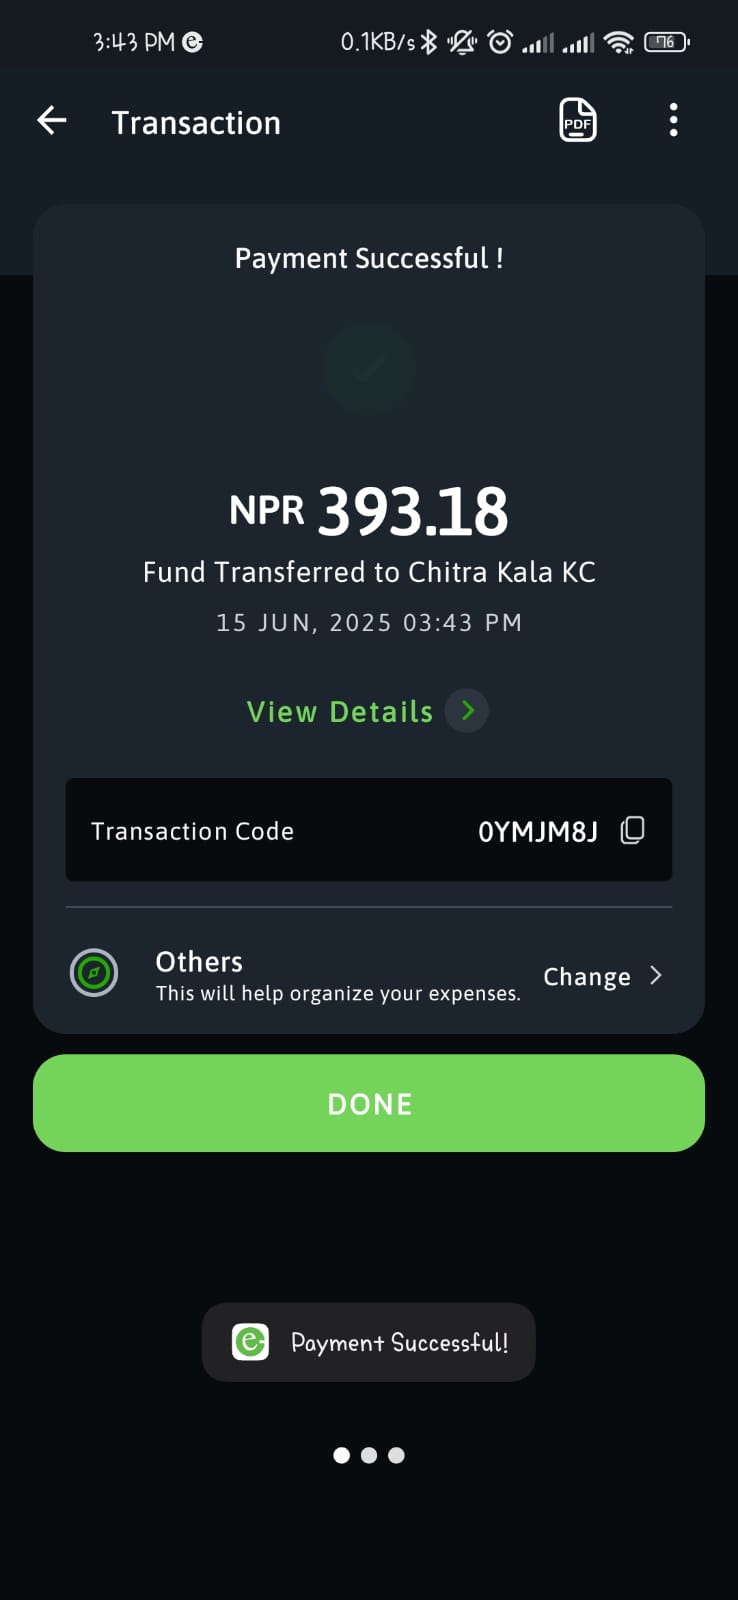 3:43 PM
0.1KB/s
76
Transaction
PDF
Payment Successful !
NPR 393.18
Fund Transferred to Chitra Kala KC
15 JUN, 2025 03:43 PM
View Details
Transaction Code 0YMJM8J
Others
This will help organize your expenses.
Change
DONE
Payment Successful!